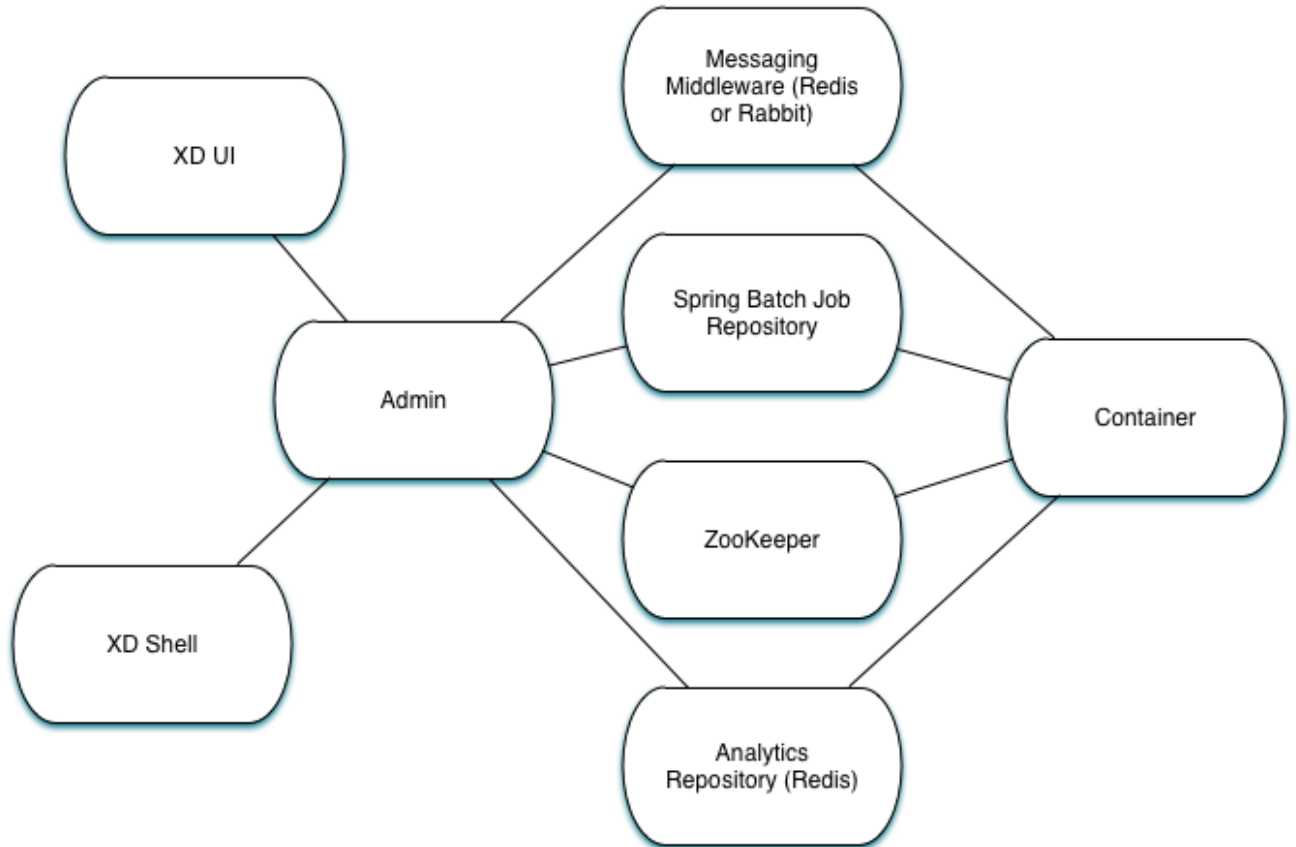 Messaging
Middleware (Redis
or Rabbit)
XD UI
Spring Batch Job
Repository
Admin
Container
ZooKeeper
XD Shell
Analytics
Repository (Redis)